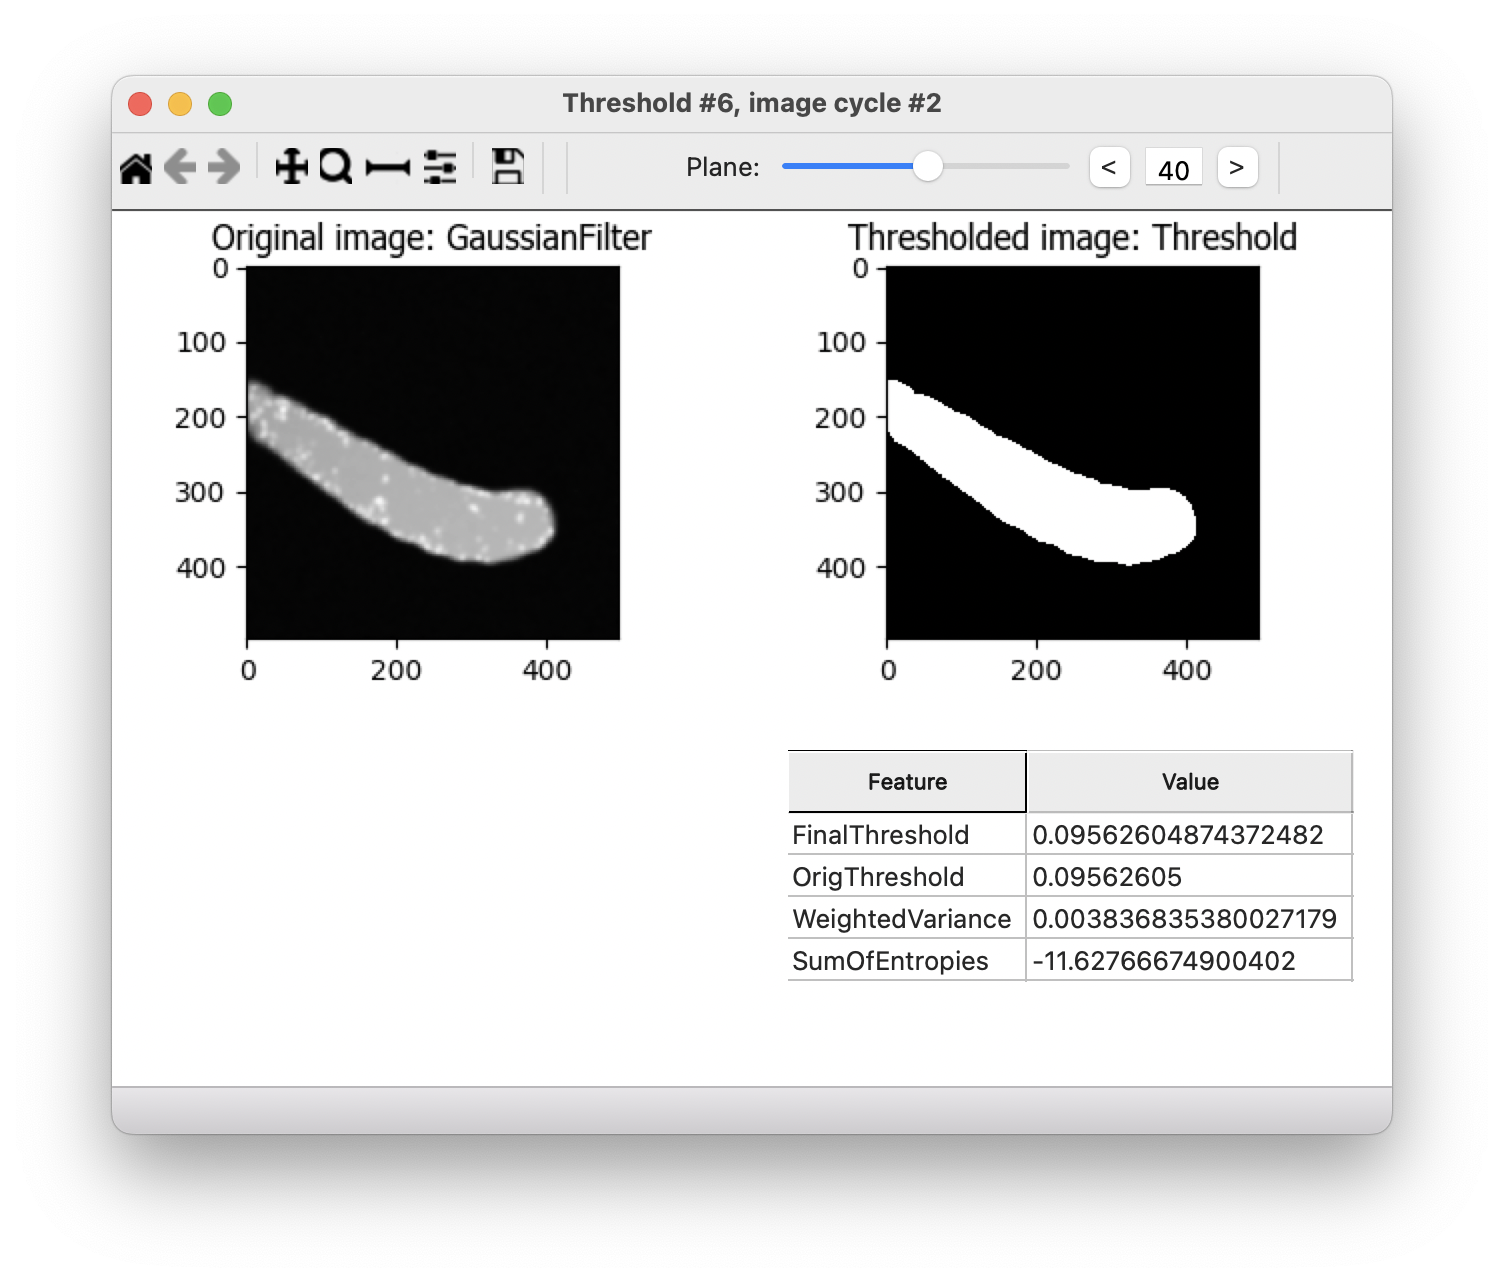 Threshold #6, image cycle #2
Plane: < 40 >
Original image: GaussianFilter
0
100
200
300
400
0 200 400
Thresholded image: Threshold
0
100
200
300
400
0 200 400
Feature Value
FinalThreshold 0.09562604874372482
OrigThreshold 0.09562605
WeightedVariance 0.003836835380027179
SumOfEntropies -11.62766674900402